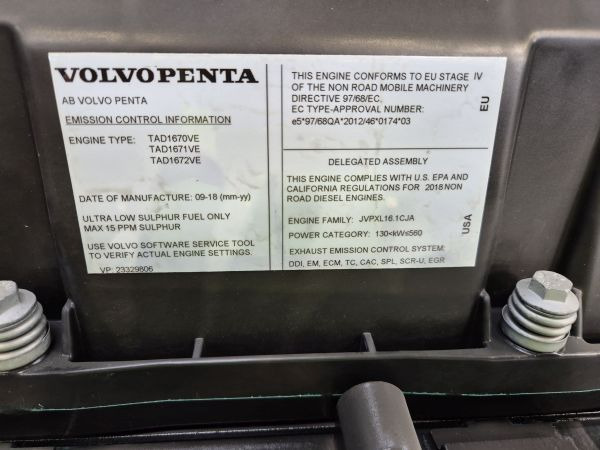 VOLVO PENTA
AB VOLVO PENTA
EMISSION CONTROL INFORMATION
ENGINE TYPE: TAD1670VE
TAD1671VE
TAD1672VE
DATE OF MANUFACTURE: 09-18 (mm-yy)
ULTRA LOW SULPHUR FUEL ONLY
MAX 15 PPM SULPHUR
USE VOLVO SOFTWARE SERVICE TOOL
TO VERIFY ACTUAL ENGINE SETTINGS.
VP: 23329806
THIS ENGINE CONFORMS TO EU STAGE IV
OF THE NON ROAD MOBILE MACHINERY
DIRECTIVE 97/68/EC.
EC TYPE-APPROVAL NUMBER:
e5*97/68QA*2012/46*0174*03
EU
DELEGATED ASSEMBLY
THIS ENGINE COMPLIES WITH U.S. EPA AND
CALIFORNIA REGULATIONS FOR 2018 NON
ROAD DIESEL ENGINES.
ENGINE FAMILY: JVPXL16.1CJA
POWER CATEGORY: 130<kW≤560
EXHAUST EMISSION CONTROL SYSTEM:
DDI, EM, ECM, TC, CAC, SPL, SCR-U, EGR
USA